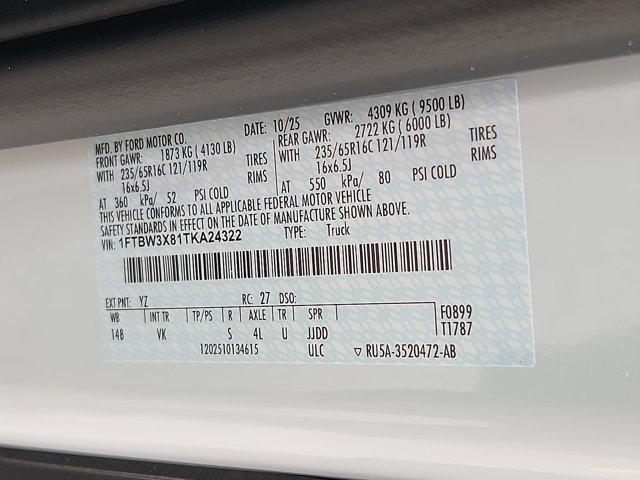 MFD. BY FORD MOTOR CO. DATE: 10/25 GVWR: 4309 KG ( 9500 LB)
FRONT GAWR: 1873 KG ( 4130 LB) REAR GAWR: 2722 KG ( 6000 LB)
WITH 235/65R16C 121/119R TIRES WITH 235/65R16C 121/119R TIRES
16x6.5J RIMS 16x6.5J RIMS
AT 360 kPa/ 52 PSI COLD AT 550 kPa/ 80 PSI COLD
THIS VEHICLE CONFORMS TO ALL APPLICABLE FEDERAL MOTOR VEHICLE
SAFETY STANDARDS IN EFFECT ON THE DATE OF MANUFACTURE SHOWN ABOVE.
VIN: 1FTBW3X81TKA24322 TYPE: Truck
EXT PNT: YZ RC: 27 DSO:
WB INT TR TP/PS R AXLE TR SPR F0899
148 VK S 4L U JJDD T1787
1202510134615 ULC ▽ RU5A-3520472-AB